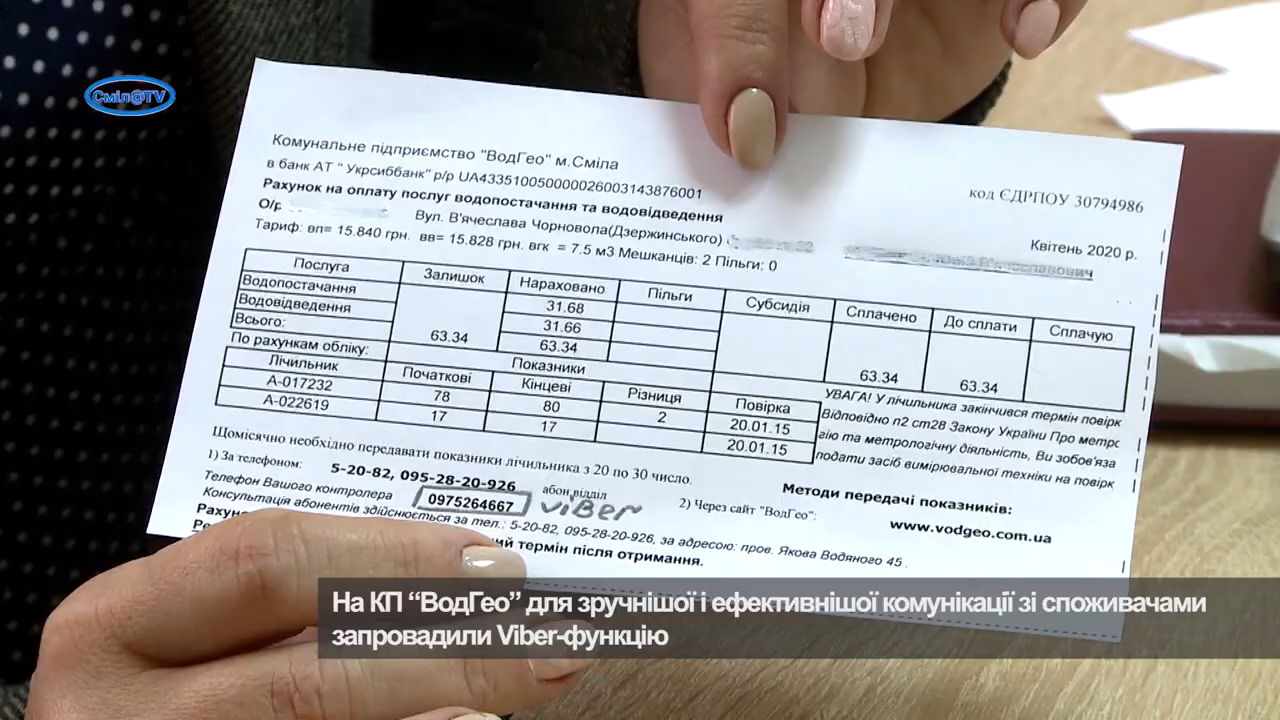 Сміл@TV
Комунальне підприємство "ВодГео" м.Сміла
в банк АТ " Укрсиббанк" р/р UA433510050000026003143876001
код ЄДРПОУ 30794986
Рахунок на оплату послуг водопостачання та водовідведення
О/р
Вул. В'ячеслава Чорновола(Дзержинського)
Квітень 2020 р.
Тариф: вп= 15.840 грн. вв= 15.828 грн. вгк = 7.5 м3 Мешканців: 2 Пільги: 0
Послуга Залишок Нараховано Пільги Субсидія Сплачено До сплати Сплачую
Водопостачання 31.68
Водовідведення 31.66
Всього: 63.34 63.34 63.34 63.34
По рахункам обліку: Показники
Лічильник Початкові Кінцеві Різниця Повірка
А-017232 78 80 2 20.01.15
А-022619 17 17 20.01.15
УВАГА! У лічильника закінчився термін повірк
Відповідно п2 ст28 Закону України Про метрс
гію та метрологічну діяльність, Ви зобов'яза
подати засіб вимірювальної техніки на повірк
Щомісячно необхідно передавати показники лічильника з 20 по 30 число.
Методи передачі показників:
1) За телефоном: 5-20-82, 095-28-20-926 абон.відділ
2) Через сайт "ВодГео": www.vodgeo.com.ua
Телефон Вашого контролера 0975264667 viber
Консультація абонентів здійснюється за тел.: 5-20-82, 095-28-20-926, за адресою: пров. Якова Водяного 45 .
термін після отримання.
На КП “ВодГео” для зручнішої і ефективнішої комунікації зі споживачами
запровадили Viber-функцію